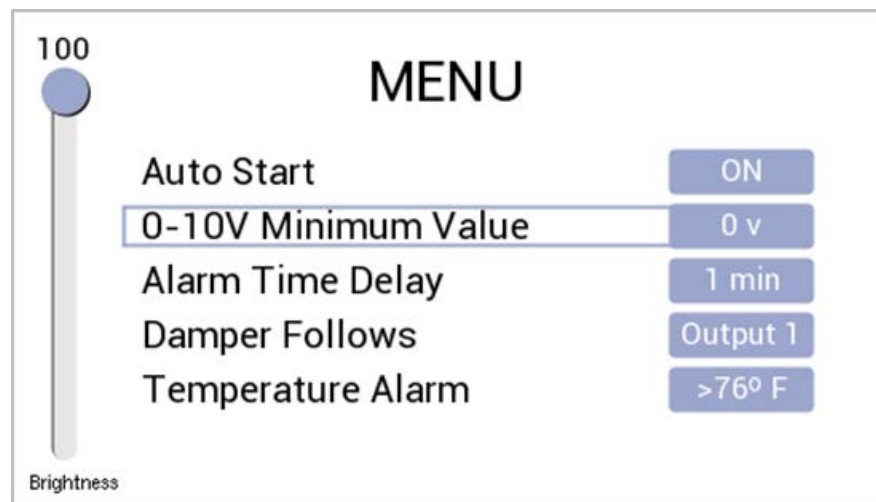 100
MENU
Auto Start ON
0-10V Minimum Value 0 v
Alarm Time Delay 1 min
Damper Follows Output 1
Temperature Alarm >76º F
Brightness